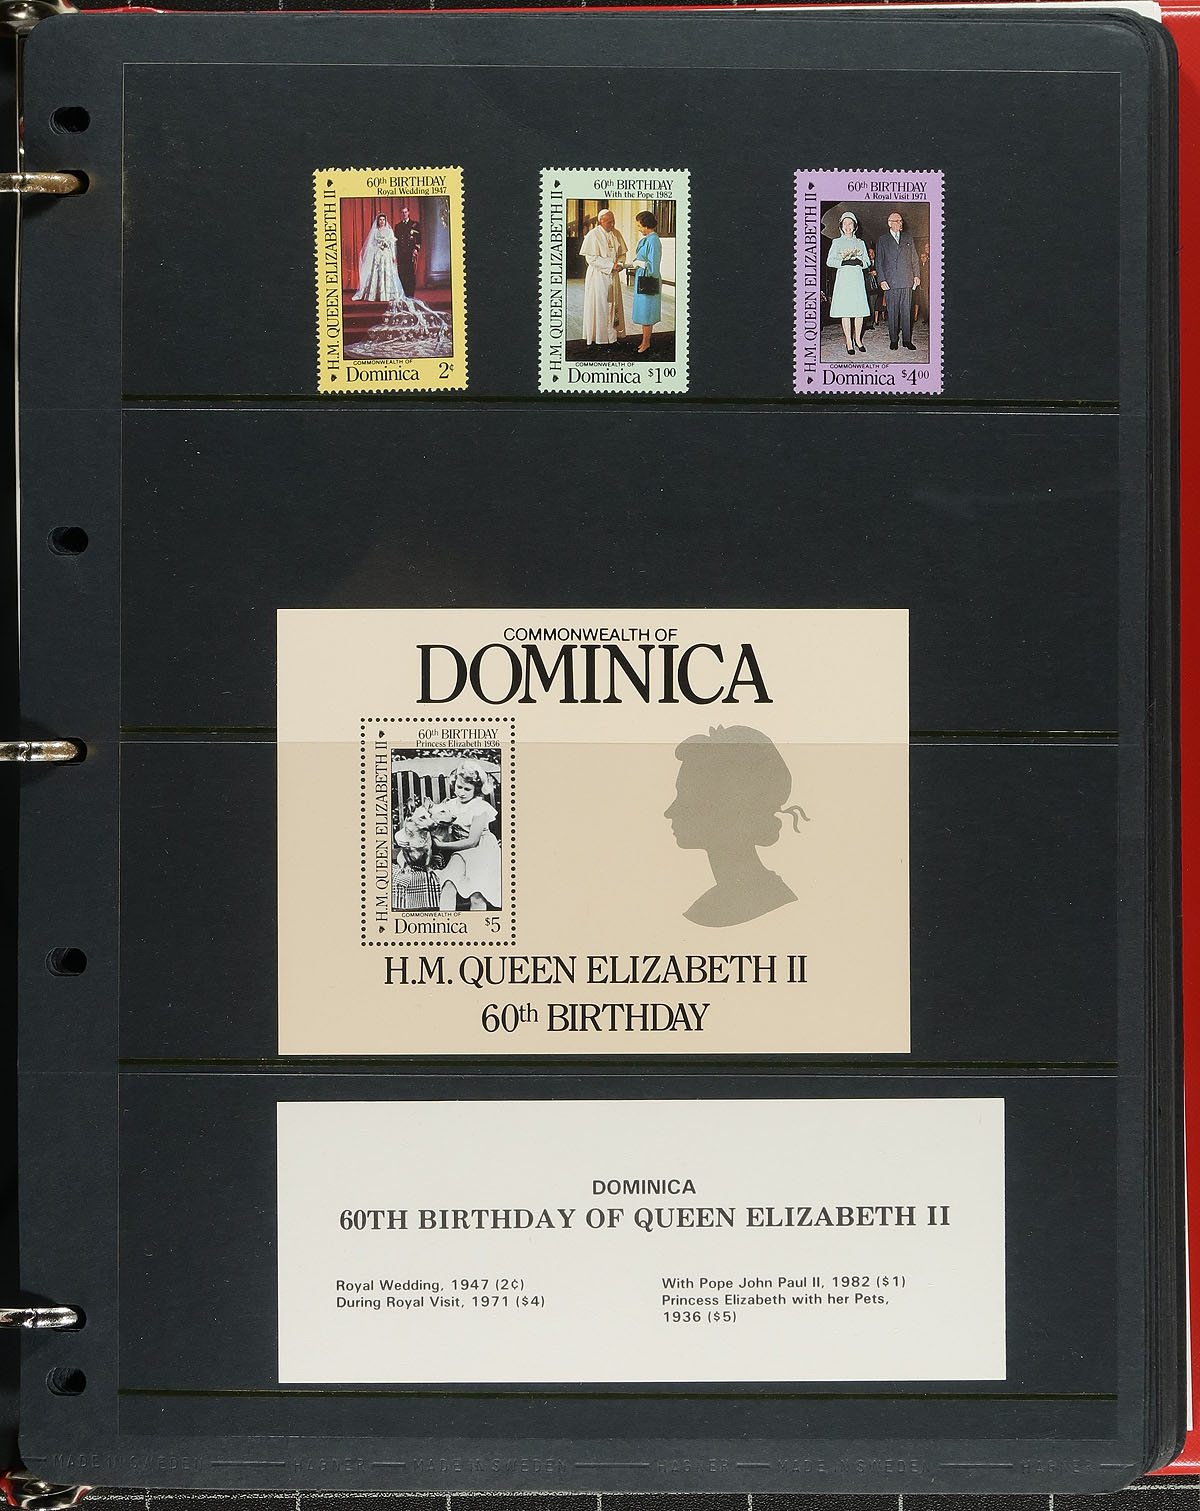 60th BIRTHDAY
Royal Wedding 1947
H.M. QUEEN ELIZABETH II
COMMONWEALTH OF
Dominica 2¢
60th BIRTHDAY
With the Pope 1982
H.M. QUEEN ELIZABETH II
COMMONWEALTH OF
Dominica $1.00
60th BIRTHDAY
A Royal Visit 1971
H.M. QUEEN ELIZABETH II
COMMONWEALTH OF
Dominica $4.00
COMMONWEALTH OF
DOMINICA
60th BIRTHDAY
Princess Elizabeth 1936
H.M. QUEEN ELIZABETH II
COMMONWEALTH OF
Dominica $5
H.M. QUEEN ELIZABETH II
60th BIRTHDAY
DOMINICA
60TH BIRTHDAY OF QUEEN ELIZABETH II
Royal Wedding, 1947 (2¢)
During Royal Visit, 1971 ($4)
With Pope John Paul II, 1982 ($1)
Princess Elizabeth with her Pets,
1936 ($5)
MADE IN SWEDEN HAGNER MADE IN SWEDEN HAGNER MADE IN SWEDEN HAGNER